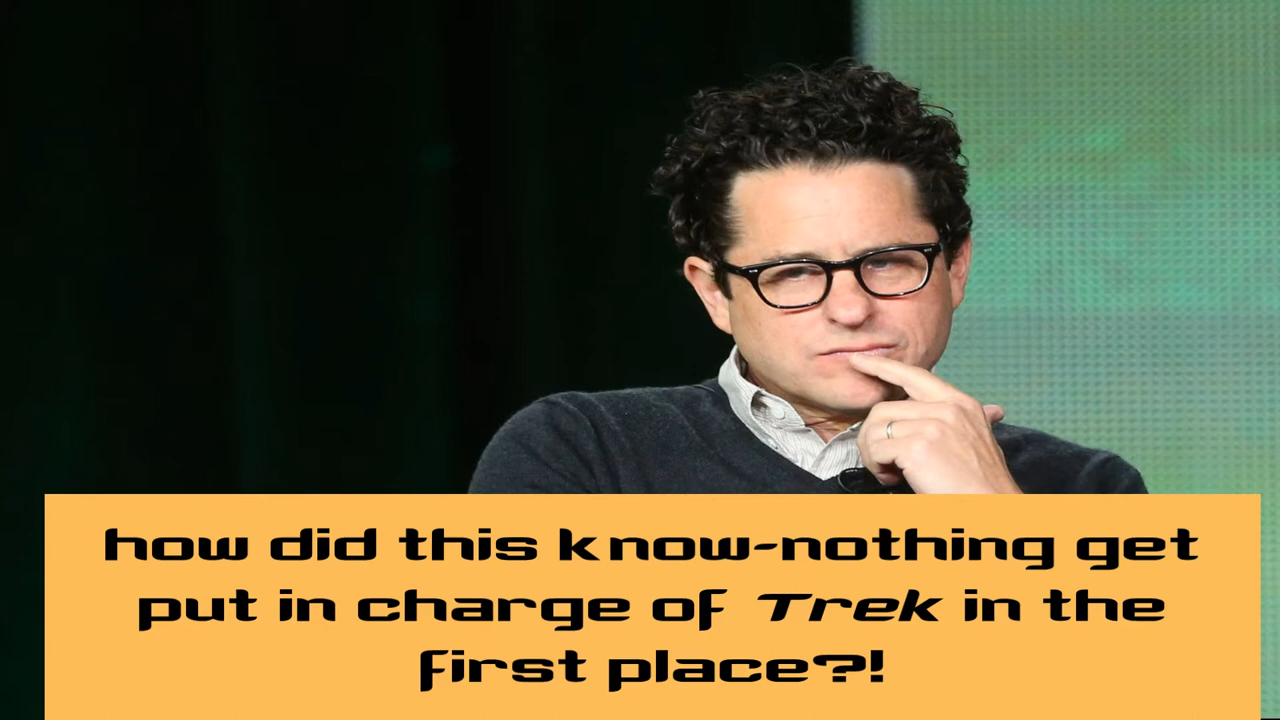 how did this know-nothing get
put in charge of Trek in the
first place?!